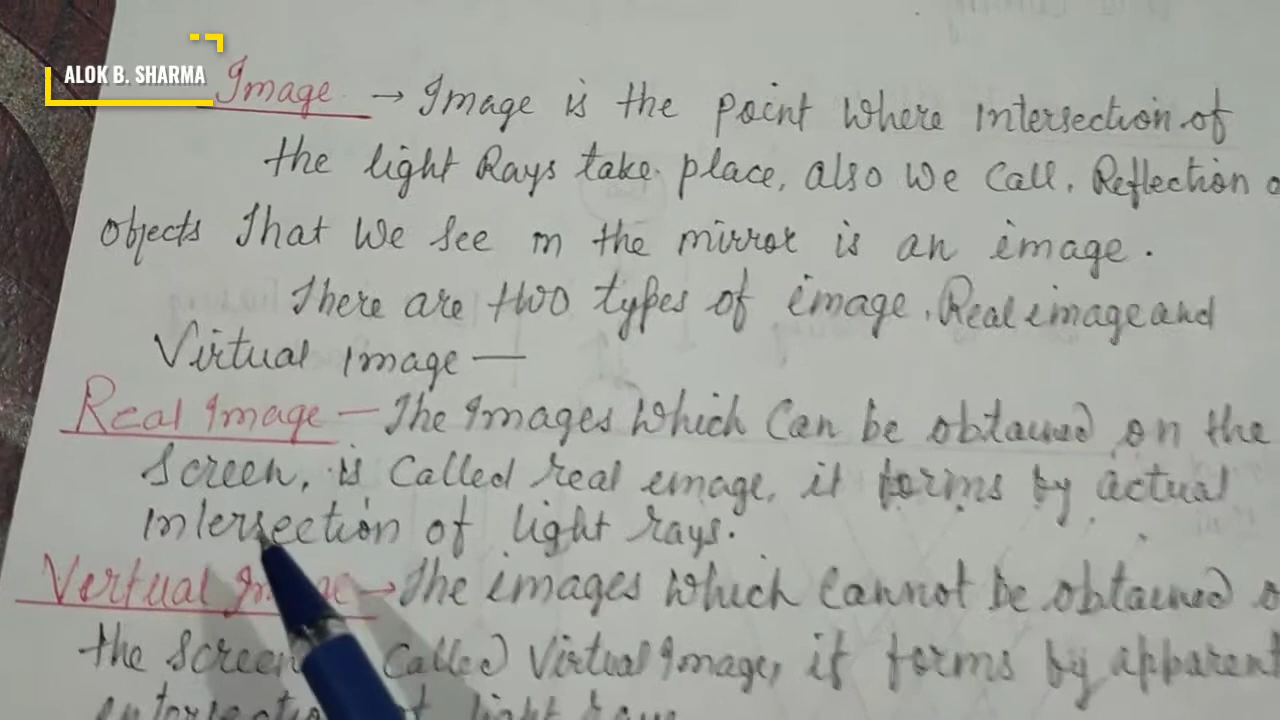 ALOK B. SHARMA
Image → Image is the point where intersection of
the light Rays take place, also we call, Reflection
objects That we see in the mirror is an image.
There are two types of image, Real image and
Virtual Image —
Real Image — The Images which can be obtained on the
Screen, is called real image, it forms by actual
intersection of light rays.
Vertual → The images which cannot be obtained
the Screen called Virtual Image, it forms by apparent
light rays